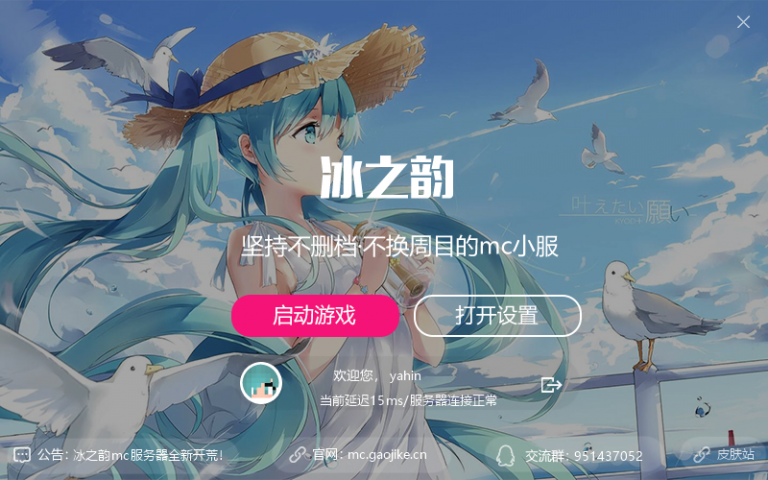 冰之韵
叶えたい願い
坚持不删档·不换周目的mc小服
启动游戏
打开设置
欢迎您， yahin
当前延迟15ms/服务器连接正常
公告：冰之韵mc服务器全新开荒！
官网：mc.gaojike.cn
交流群：951437052
皮肤站